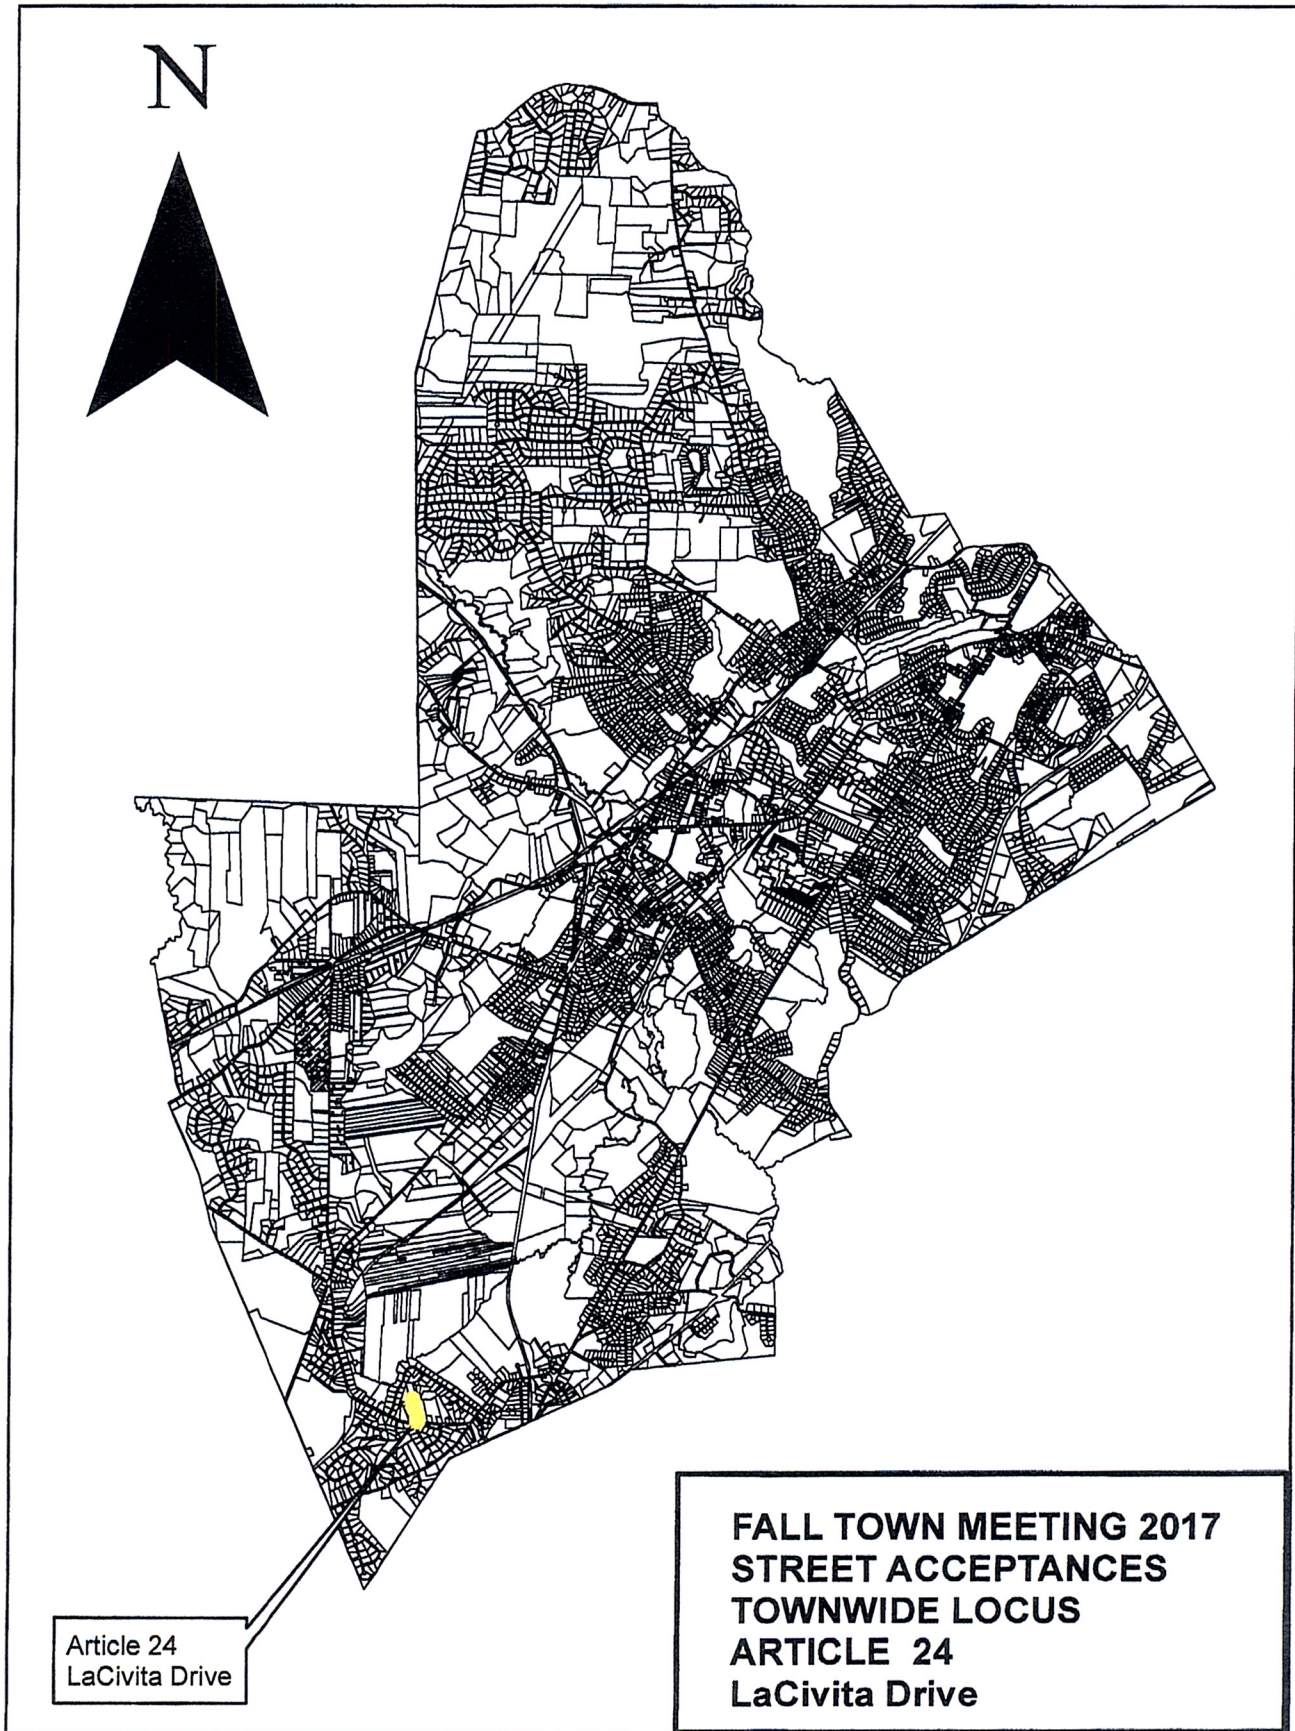 N
Article 24
LaCivita Drive
FALL TOWN MEETING 2017
STREET ACCEPTANCES
TOWNWIDE LOCUS
ARTICLE 24
LaCivita Drive